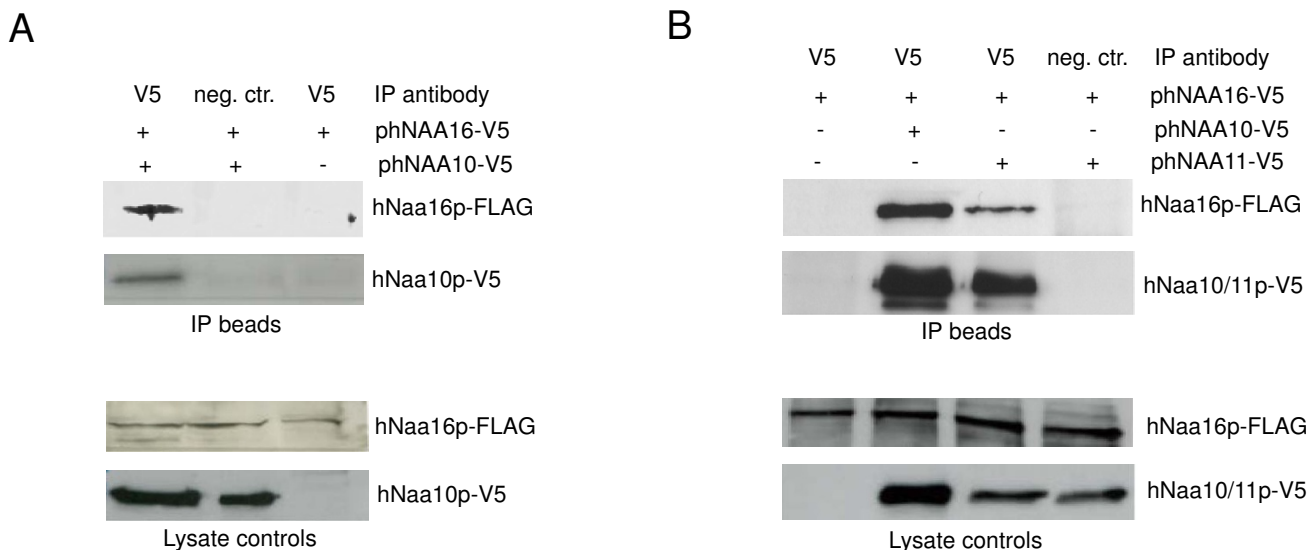 A
V5 neg. ctr. V5 IP antibody
+ + + phNAA16-V5
+ + - phNAA10-V5
hNaa16p-FLAG
hNaa10p-V5
IP beads
hNaa16p-FLAG
hNaa10p-V5
Lysate controls
B
V5 V5 V5 neg. ctr. IP antibody
+ + + + phNAA16-V5
- + - - phNAA10-V5
- - + + phNAA11-V5
hNaa16p-FLAG
hNaa10/11p-V5
IP beads
hNaa16p-FLAG
hNaa10/11p-V5
Lysate controls